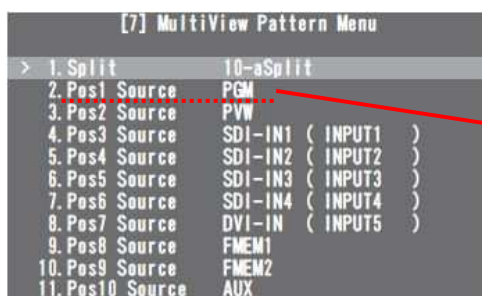 [7] MultiView Pattern Menu
> 1. Split 10-aSplit
2. Pos1 Source PGM
3. Pos2 Source PVW
4. Pos3 Source SDI-IN1 ( INPUT1 )
5. Pos4 Source SDI-IN2 ( INPUT2 )
6. Pos5 Source SDI-IN3 ( INPUT3 )
7. Pos6 Source SDI-IN4 ( INPUT4 )
8. Pos7 Source DVI-IN ( INPUT5 )
9. Pos8 Source FMEM1
10. Pos9 Source FMEM2
11. Pos10 Source AUX